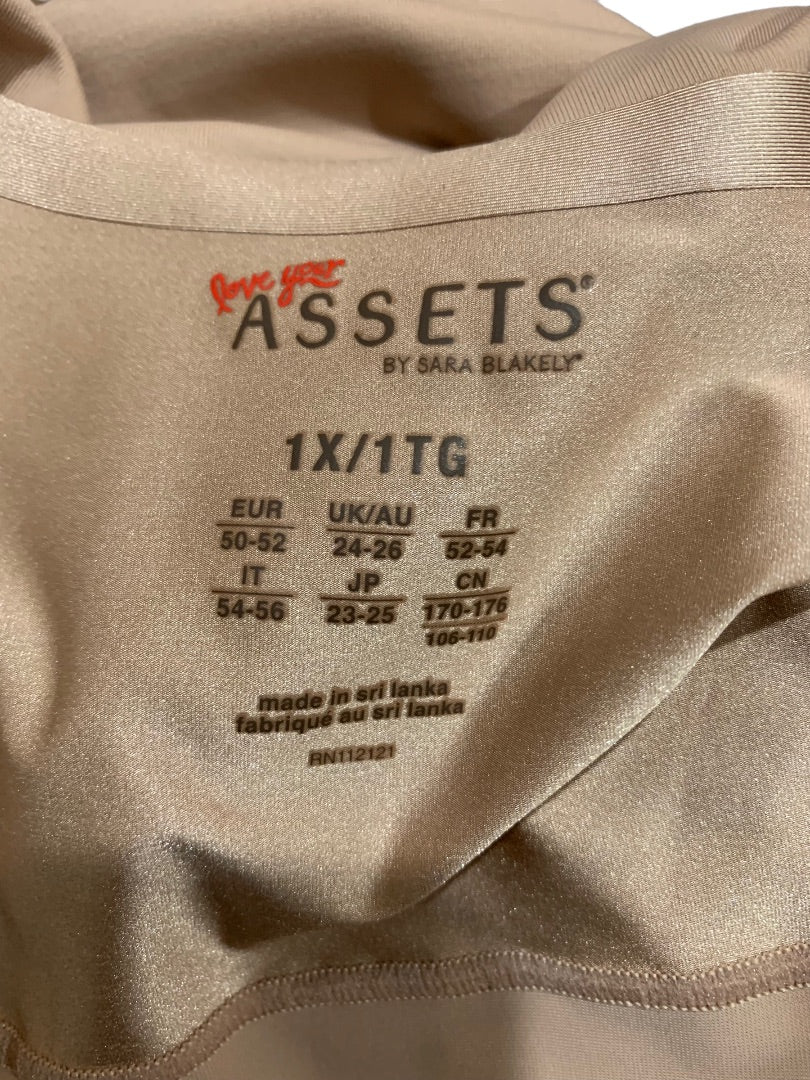 love your
ASSETS®
BY SARA BLAKELY®
1X/1TG
EUR UK/AU FR
50-52 24-26 52-54
IT JP CN
54-56 23-25 170-176
106-110
made in sri lanka
fabriqué au sri lanka
RN112121